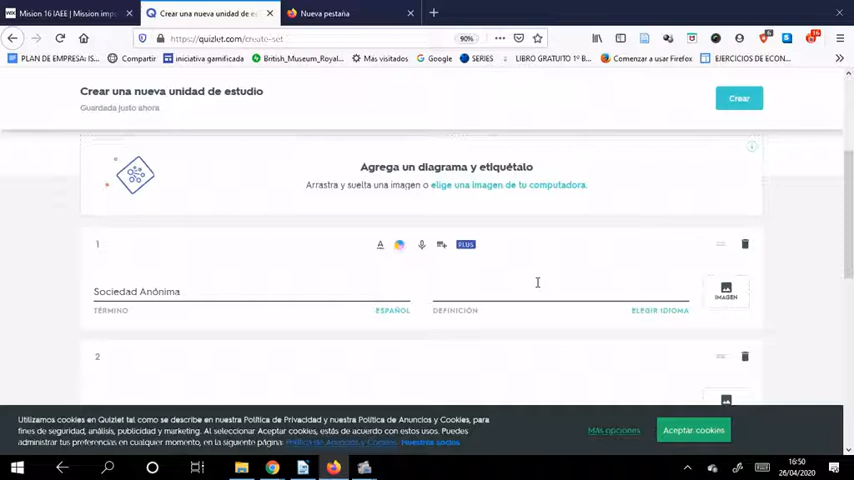 Mision 16 IAEE | Mission imp
Crear una nueva unidad de es
Nueva pestaña
https://quizlet.com/create-set
90%
PLAN DE EMPRESA: IS...
Compartir
iniciativa gamificada
British_Museum_Royal...
Mas visitados
Google
SERIES
LIBRO GRATUITO 1º B...
Comenzar a usar Firefox
EJERCICIOS DE ECON...
Crear una nueva unidad de estudio
Guardada justo ahora
Crear
Agrega un diagrama y etiquétalo
Arrastra y suelta una imagen o elige una imagen de tu computadora.
1
PLUS
Sociedad Anónima
TÉRMINO
ESPAÑOL
DEFINICIÓN
ELEGIR IDIOMA
IMAGEN
2
Utilizamos cookies en Quizlet tal como se describe en nuestra Política de Privacidad y nuestra Política de Anuncios y Cookies, para
fines de seguridad, análisis, publicidad y marketing. Al seleccionar Aceptar cookies, estás de acuerdo con estos usos. Puedes
administrar tus preferencias en cualquier momento, en la siguiente página: Política de Anuncios y Cookies. Nuestros socios
Más opciones
Aceptar cookies
16:50
26/04/2020